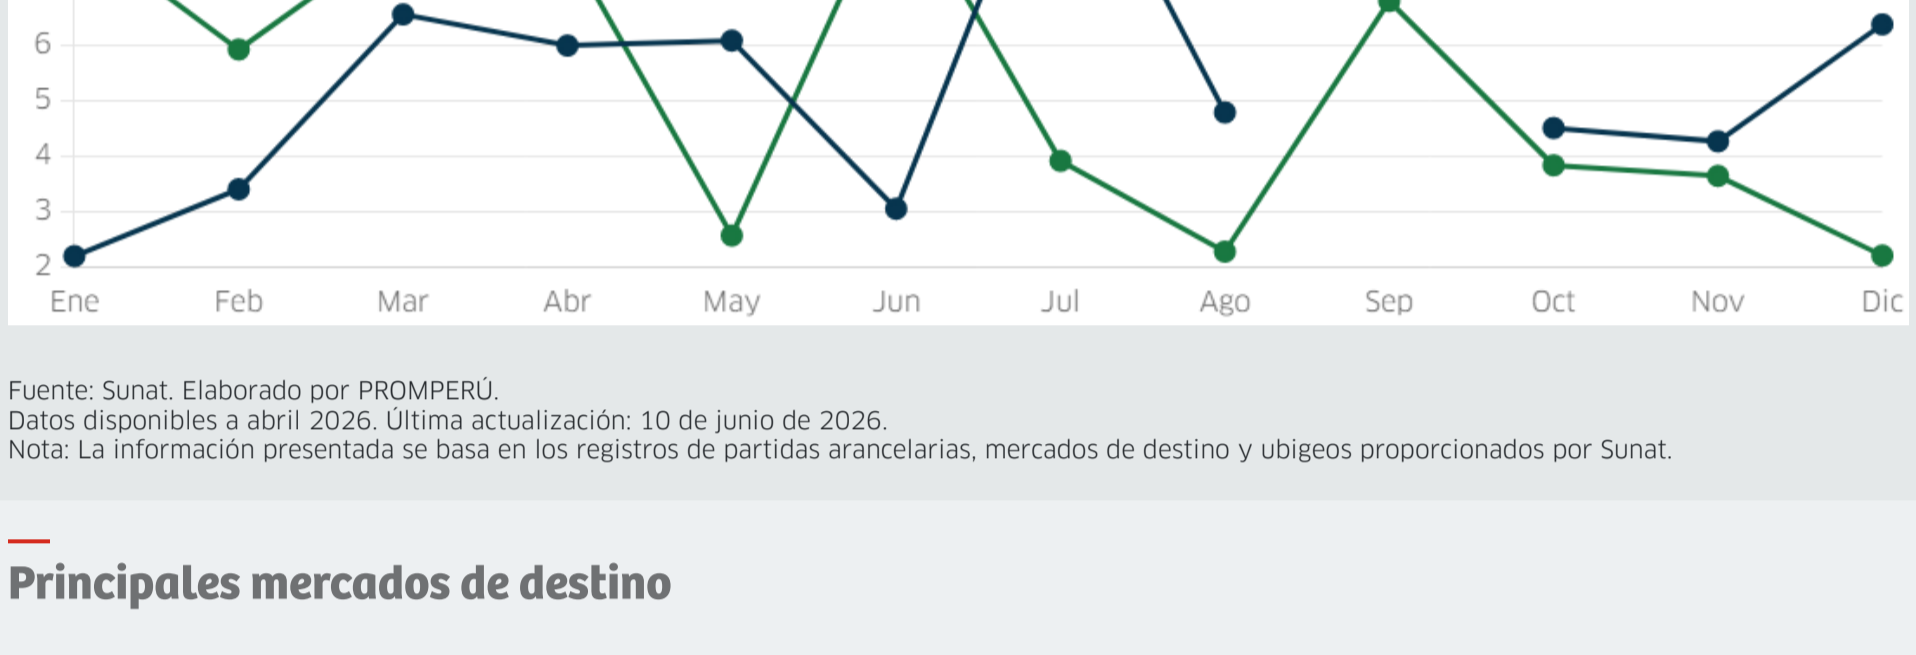 6
5
4
3
2
Ene Feb Mar Abr May Jun Jul Ago Sep Oct Nov Dic
Fuente: Sunat. Elaborado por PROMPERÚ.
Datos disponibles a abril 2026. Última actualización: 10 de junio de 2026.
Nota: La información presentada se basa en los registros de partidas arancelarias, mercados de destino y ubigeos proporcionados por Sunat.
Principales mercados de destino